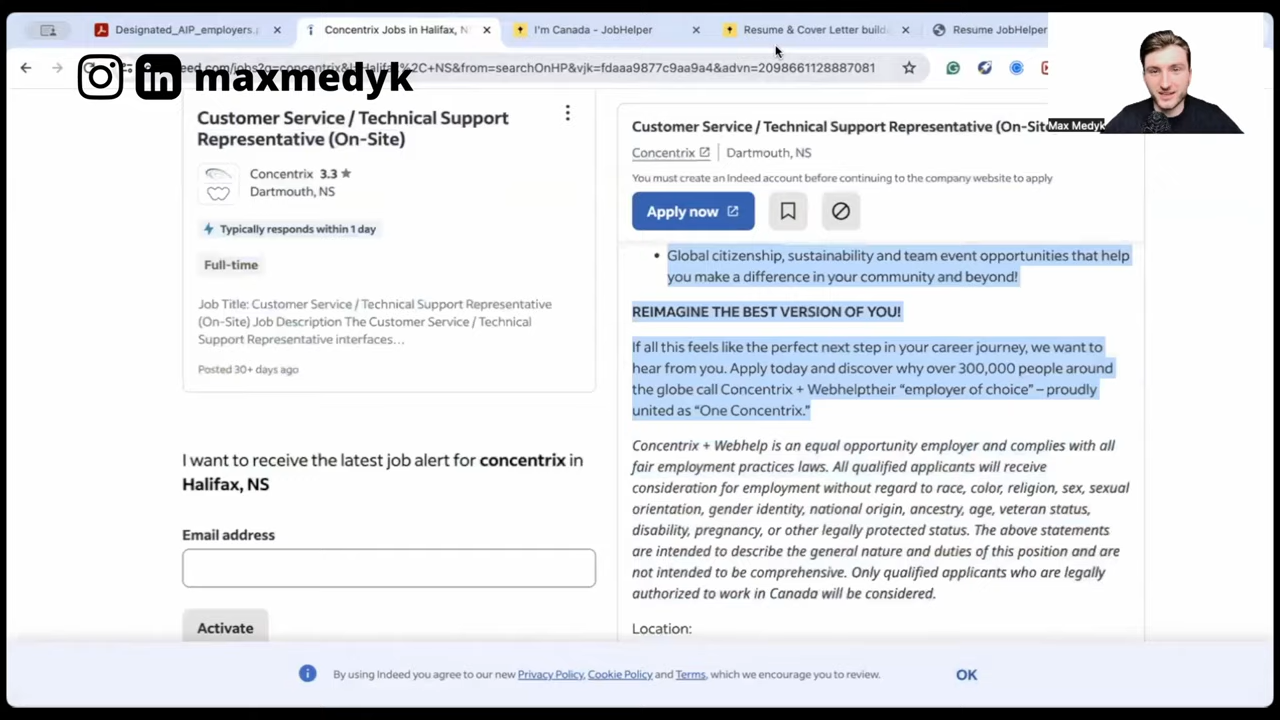 Designated_AIP_employers.
Concentrix Jobs in Halifax, N
I'm Canada - JobHelper
Resume & Cover Letter build
Resume JobHelper
maxmedyk
eed.com/jobs?q=concentrix&l=Halifax%2C+NS&from=searchOnHP&vjk=fdaaa9877c9aa9a4&advn=2098661128887081
Max Medyk
Customer Service / Technical Support
Representative (On-Site)
Concentrix 3.3 ★
Dartmouth, NS
Typically responds within 1 day
Full-time
Job Title: Customer Service / Technical Support Representative
(On-Site) Job Description The Customer Service / Technical
Support Representative interfaces…
Posted 30+ days ago
I want to receive the latest job alert for concentrix in
Halifax, NS
Email address
Activate
Customer Service / Technical Support Representative (On-Site
Concentrix
Dartmouth, NS
You must create an Indeed account before continuing to the company website to apply
Apply now
• Global citizenship, sustainability and team event opportunities that help
you make a difference in your community and beyond!
REIMAGINE THE BEST VERSION OF YOU!
If all this feels like the perfect next step in your career journey, we want to
hear from you. Apply today and discover why over 300,000 people around
the globe call Concentrix + Webhelptheir “employer of choice” – proudly
united as “One Concentrix.”
Concentrix + Webhelp is an equal opportunity employer and complies with all
fair employment practices laws. All qualified applicants will receive
consideration for employment without regard to race, color, religion, sex, sexual
orientation, gender identity, national origin, ancestry, age, veteran status,
disability, pregnancy, or other legally protected status. The above statements
are intended to describe the general nature and duties of this position and are
not intended to be comprehensive. Only qualified applicants who are legally
authorized to work in Canada will be considered.
Location:
By using Indeed you agree to our new Privacy Policy, Cookie Policy and Terms, which we encourage you to review.
OK